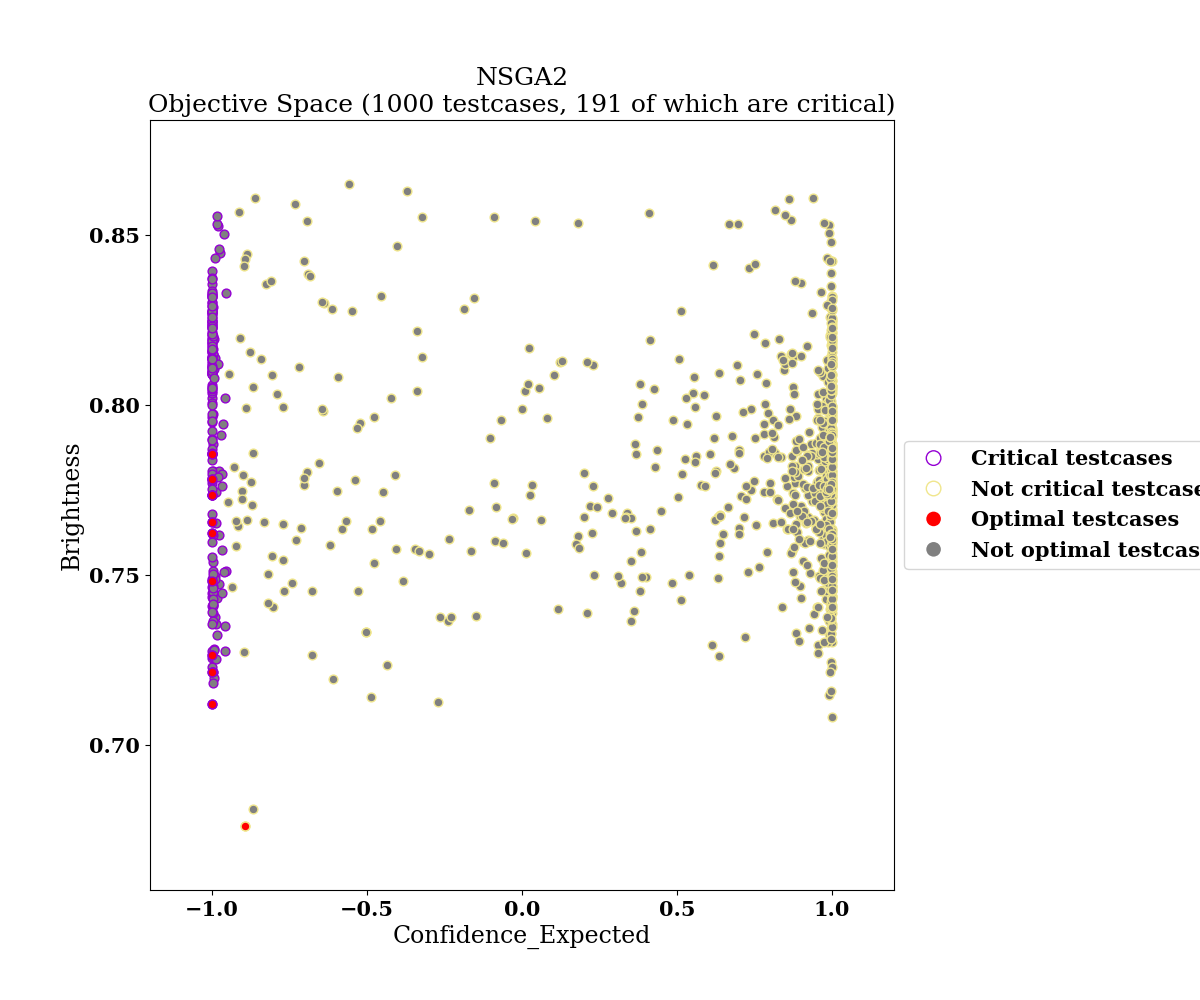 NSGA2
Objective Space (1000 testcases, 191 of which are critical)
0.85
0.80
0.75
0.70
Brightness
−1.0
−0.5
0.0
0.5
1.0
Confidence_Expected
Critical testcases
Not critical testcase
Optimal testcases
Not optimal testcas